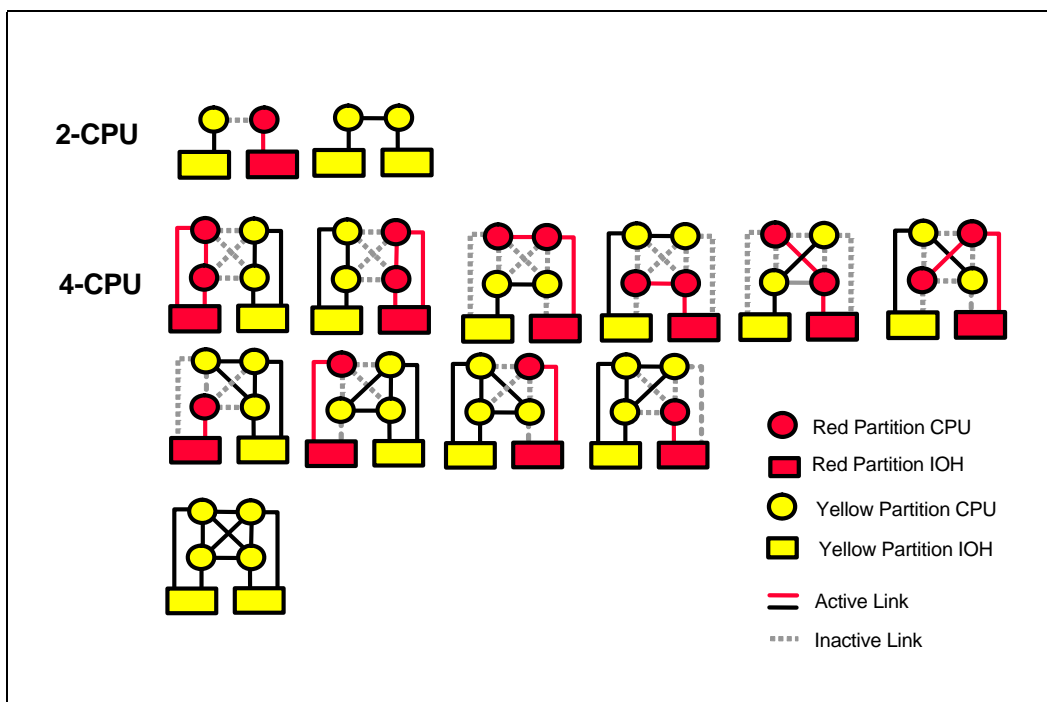 2-CPU
4-CPU
Red Partition CPU
Red Partition IOH
Yellow Partition CPU
Yellow Partition IOH
Active Link
Inactive Link